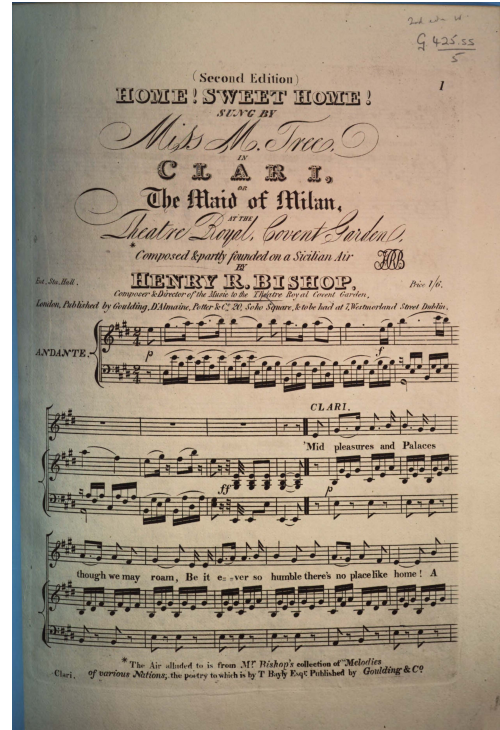 2nd edn
G 425.55
5
(Second Edition)
1
HOME! SWEET HOME!
SUNG BY
Miss M. Tree.
IN
CLARI,
OR
The Maid of Milan,
AT THE
Theatre Royal, Covent Garden,
*Composed & partly founded on a Sicilian Air
BY
HENRY R. BISHOP,
Ent. Sta. Hall.
Price 1/6.
Composer & Director of the Music to the Theatre Royal Covent Garden,
London, Published by Goulding, D'Almaine, Potter & Co. 20, Soho Square, & to be had at 7, Westmorland Street Dublin.
ANDANTE.
p
f
CLARI.
'Mid pleasures and Palaces
ff
p
though we may roam, Be it e--ver so humble there's no place like home! A
*The Air alluded to is from Mr. Bishop's collection of "Melodies
Clari.
of various Nations; the poetry to which is by T Bayly Esqr. Published by Goulding & Co